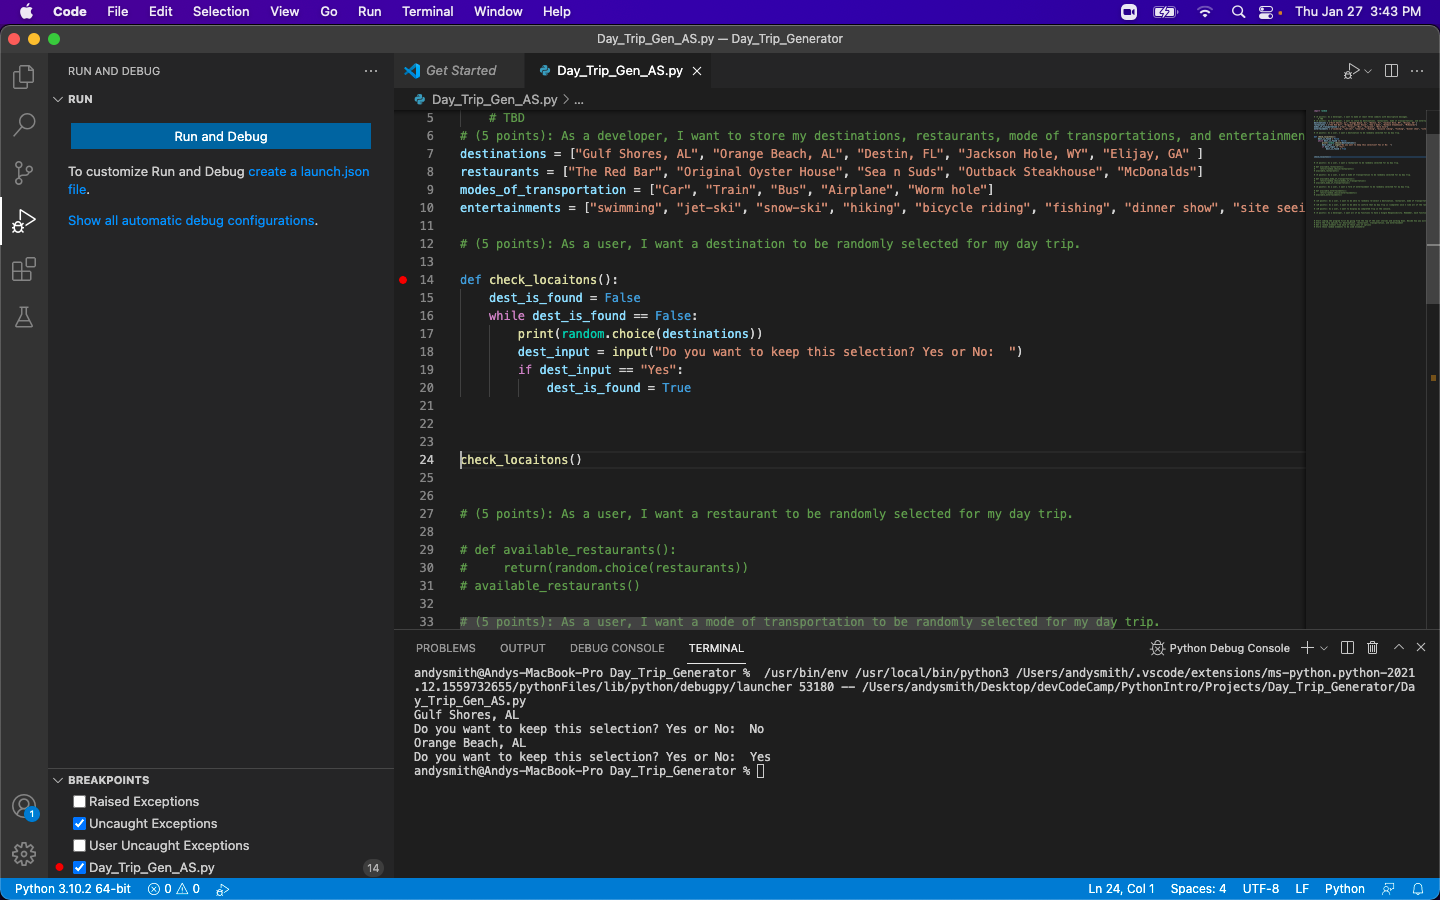 Code File Edit Selection View Go Run Terminal Window Help Thu Jan 27 3:43 PM
Day_Trip_Gen_AS.py — Day_Trip_Generator
RUN AND DEBUG
RUN
Run and Debug
To customize Run and Debug create a launch.json
file.
Show all automatic debug configurations.
BREAKPOINTS
Raised Exceptions
Uncaught Exceptions
User Uncaught Exceptions
Day_Trip_Gen_AS.py 14
1
Get Started Day_Trip_Gen_AS.py
Day_Trip_Gen_AS.py > ...
5 # TBD
6 # (5 points): As a developer, I want to store my destinations, restaurants, mode of transportations, and entertainmen
7 destinations = ["Gulf Shores, AL", "Orange Beach, AL", "Destin, FL", "Jackson Hole, WY", "Elijay, GA" ]
8 restaurants = ["The Red Bar", "Original Oyster House", "Sea n Suds", "Outback Steakhouse", "McDonalds"]
9 modes_of_transportation = ["Car", "Train", "Bus", "Airplane", "Worm hole"]
10 entertainments = ["swimming", "jet-ski", "snow-ski", "hiking", "bicycle riding", "fishing", "dinner show", "site seei
11
12 # (5 points): As a user, I want a destination to be randomly selected for my day trip.
13
14 def check_locaitons():
15 dest_is_found = False
16 while dest_is_found == False:
17 print(random.choice(destinations))
18 dest_input = input("Do you want to keep this selection? Yes or No:  ")
19 if dest_input == "Yes":
20 dest_is_found = True
21
22
23
24 check_locaitons()
25
26
27 # (5 points): As a user, I want a restaurant to be randomly selected for my day trip.
28
29 # def available_restaurants():
30 #     return(random.choice(restaurants))
31 # available_restaurants()
32
33 # (5 points): As a user, I want a mode of transportation to be randomly selected for my day trip.
PROBLEMS OUTPUT DEBUG CONSOLE TERMINAL Python Debug Console
andysmith@Andys-MacBook-Pro Day_Trip_Generator %  /usr/bin/env /usr/local/bin/python3 /Users/andysmith/.vscode/extensions/ms-python.python-2021
.12.1559732655/pythonFiles/lib/python/debugpy/launcher 53180 -- /Users/andysmith/Desktop/devCodeCamp/PythonIntro/Projects/Day_Trip_Generator/Da
y_Trip_Gen_AS.py
Gulf Shores, AL
Do you want to keep this selection? Yes or No:  No
Orange Beach, AL
Do you want to keep this selection? Yes or No:  Yes
andysmith@Andys-MacBook-Pro Day_Trip_Generator %
Python 3.10.2 64-bit 0 0 Ln 24, Col 1 Spaces: 4 UTF-8 LF Python